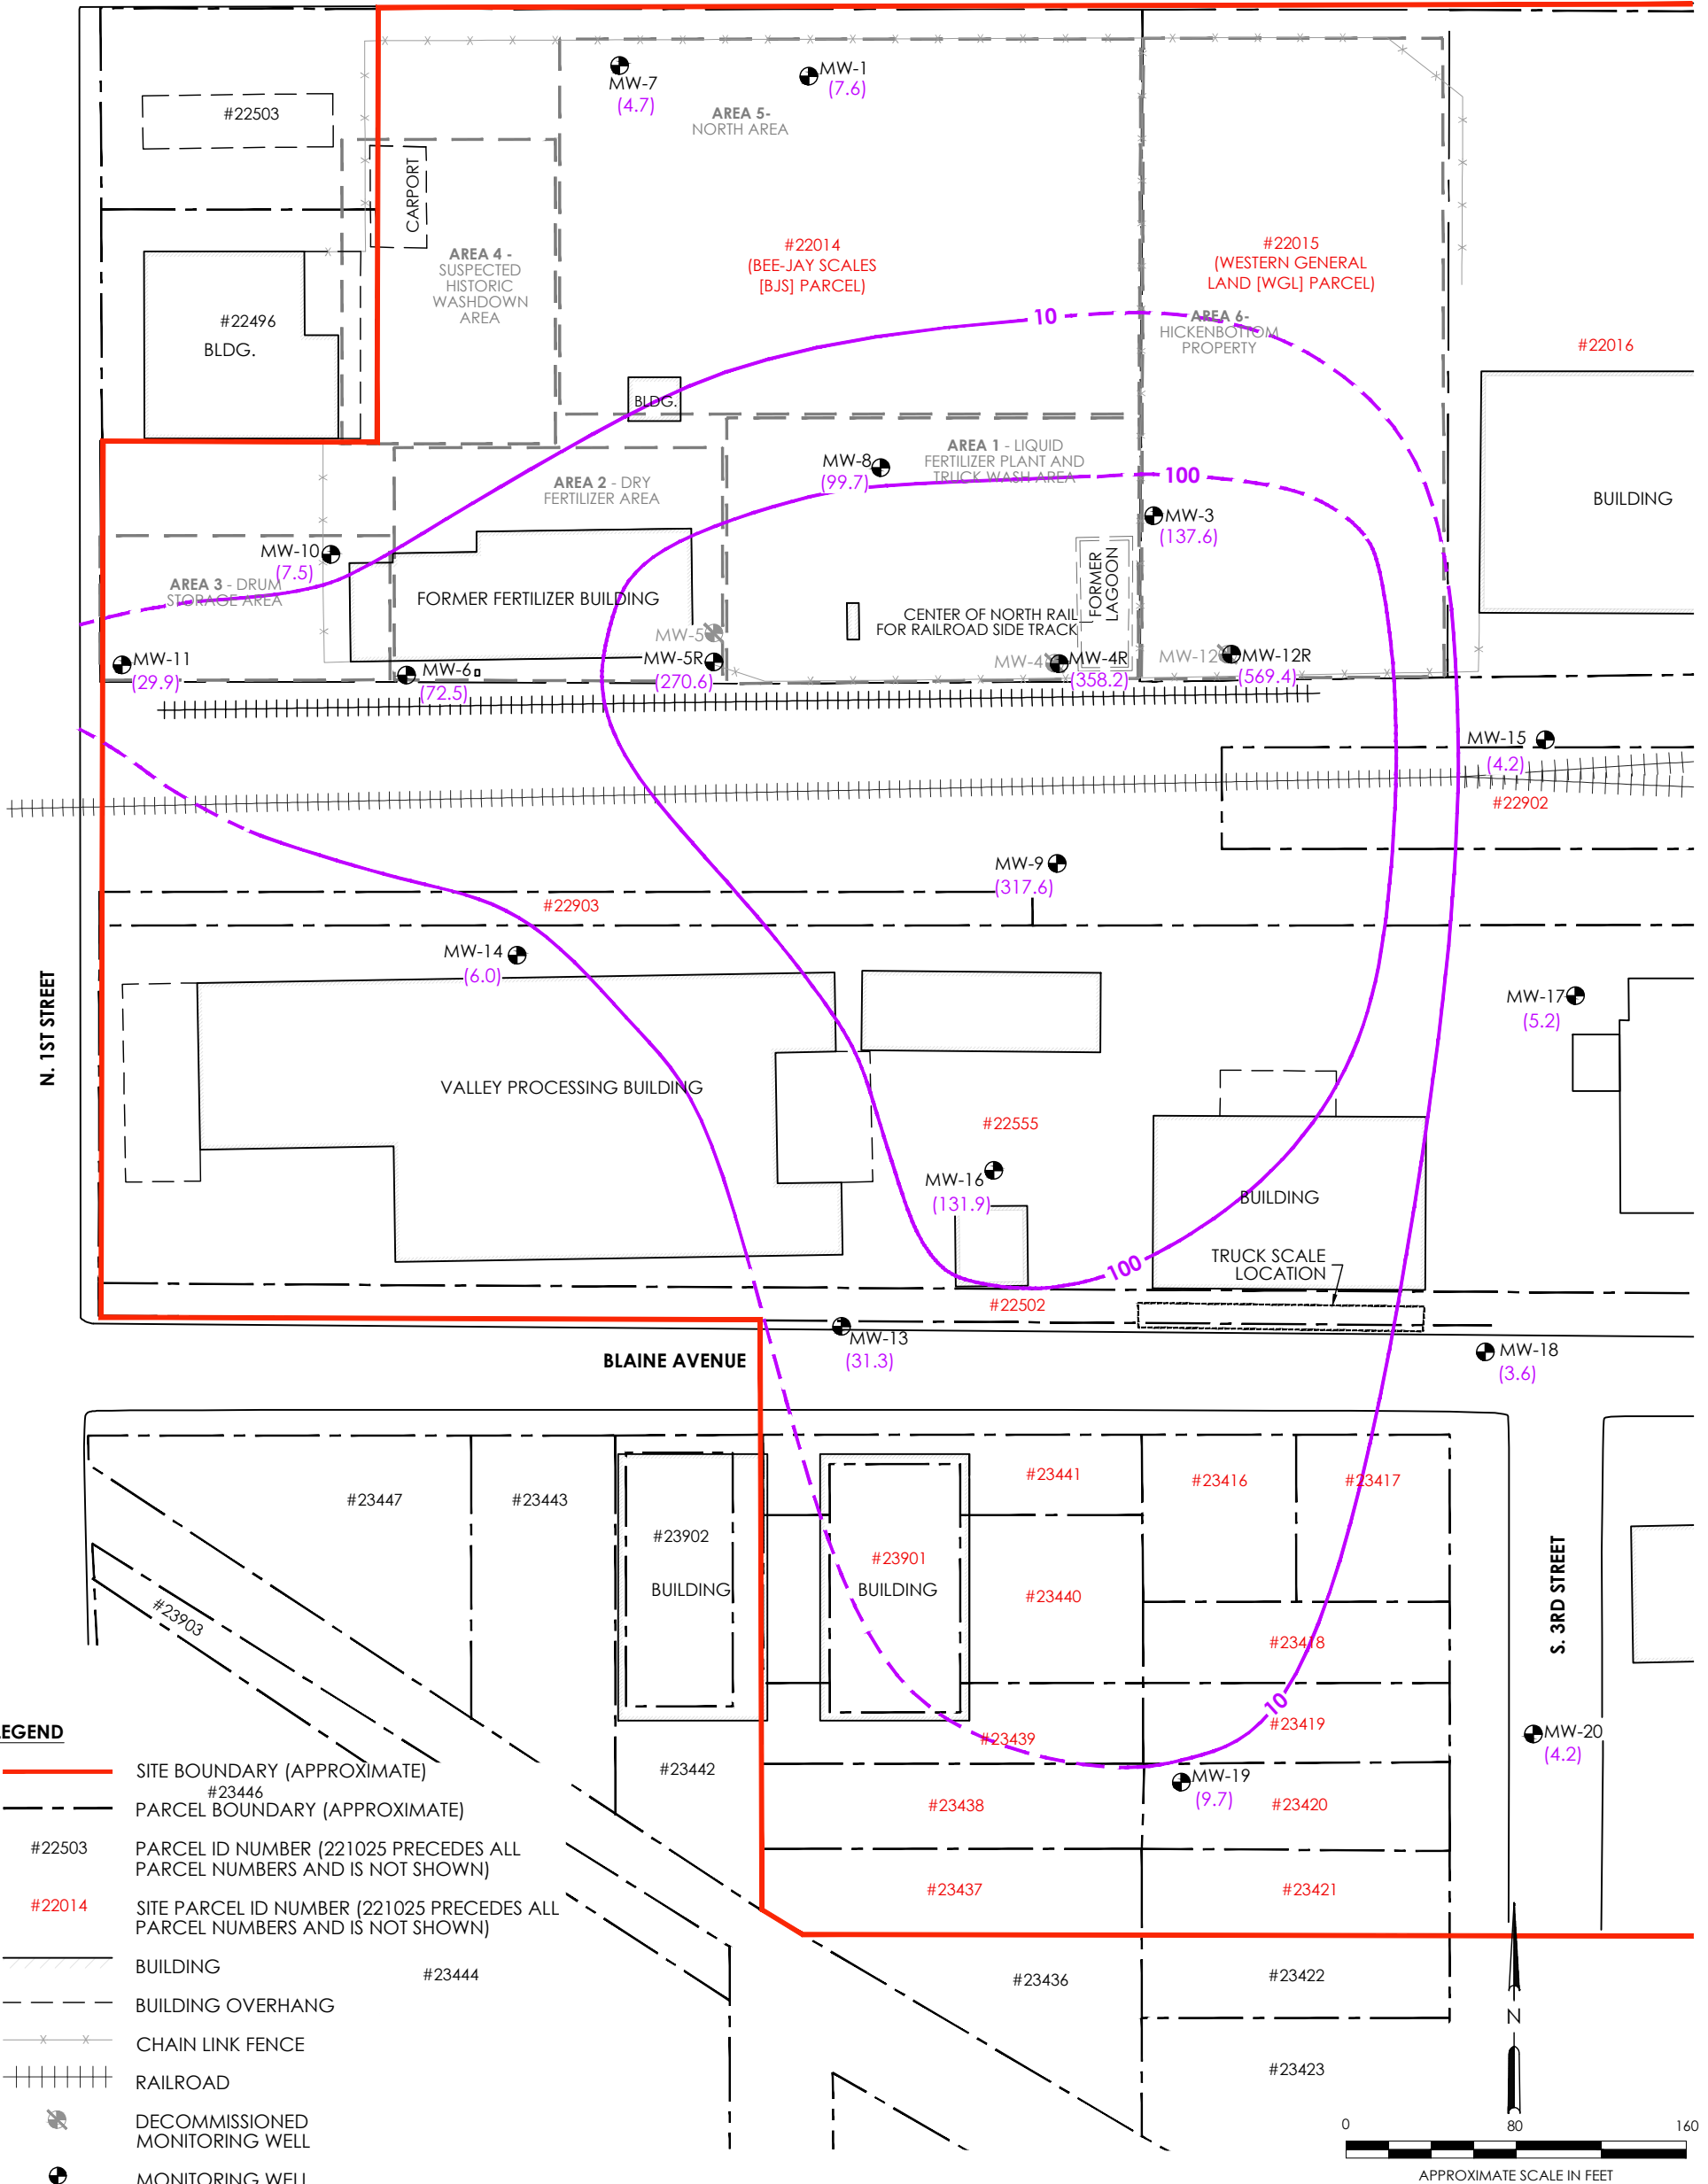 MW-7
(4.7)
MW-1
(7.6)
#22503
AREA 5-
NORTH AREA
CARPORT
AREA 4 -
SUSPECTED
HISTORIC
WASHDOWN
AREA
#22014
(BEE-JAY SCALES
[BJS] PARCEL)
#22015
(WESTERN GENERAL
LAND [WGL] PARCEL)
#22496
BLDG.
10
AREA 6-
HICKENBOTTOM
PROPERTY
#22016
BLDG.
AREA 1 - LIQUID
FERTILIZER PLANT AND
TRUCK WASH AREA
MW-8
(99.7)
AREA 2 - DRY
FERTILIZER AREA
100
BUILDING
MW-3
(137.6)
MW-10
(7.5)
AREA 3 - DRUM
STORAGE AREA
FORMER FERTILIZER BUILDING
CENTER OF NORTH RAIL
FOR RAILROAD SIDE TRACK
FORMER
LAGOON
MW-5
MW-5R
(270.6)
MW-4
MW-4R
(358.2)
MW-12
MW-12R
(569.4)
MW-11
(29.9)
MW-6
(72.5)
MW-15
(4.2)
#22902
MW-9
(317.6)
#22903
MW-14
(6.0)
N. 1ST STREET
MW-17
(5.2)
VALLEY PROCESSING BUILDING
#22555
MW-16
(131.9)
BUILDING
TRUCK SCALE
LOCATION
100
#22502
MW-13
(31.3)
BLAINE AVENUE
MW-18
(3.6)
#23441
#23416
#23417
#23447
#23443
#23902
BUILDING
#23901
BUILDING
#23440
#23903
#23418
S. 3RD STREET
10
#23419
#23439
MW-20
(4.2)
#23442
MW-19
(9.7)
#23438
#23420
#23437
#23421
#23446
#23444
#23436
#23422
#23423
LEGEND
SITE BOUNDARY (APPROXIMATE)
PARCEL BOUNDARY (APPROXIMATE)
#22503 PARCEL ID NUMBER (221025 PRECEDES ALL
PARCEL NUMBERS AND IS NOT SHOWN)
#22014 SITE PARCEL ID NUMBER (221025 PRECEDES ALL
PARCEL NUMBERS AND IS NOT SHOWN)
BUILDING
BUILDING OVERHANG
CHAIN LINK FENCE
RAILROAD
DECOMMISSIONED
MONITORING WELL
MONITORING WELL
N
0 80 160
APPROXIMATE SCALE IN FEET